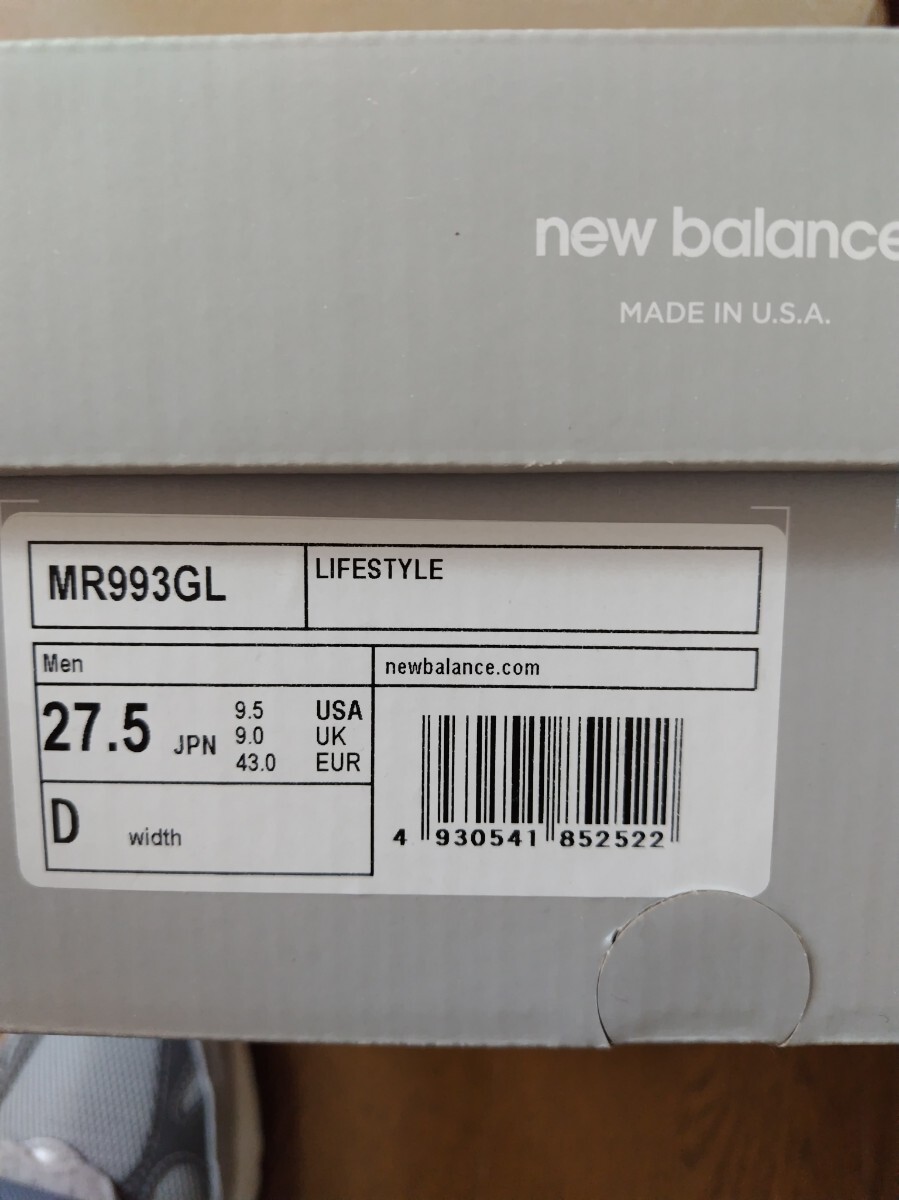 new balance
MADE IN U.S.A.
MR993GL
LIFESTYLE
Men
newbalance.com
27.5 JPN
9.5 USA
9.0 UK
43.0 EUR
D width
4 930541 852522